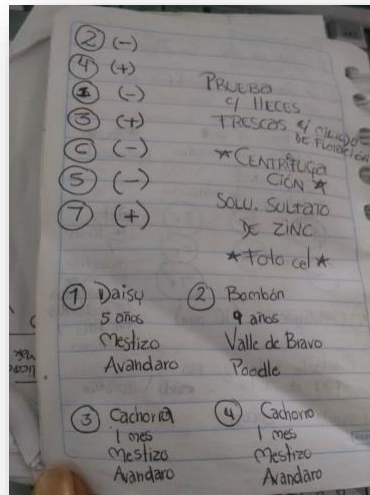 ② (-)
④ (+)
① (-)
③ (+)
⑥ (-)
⑤ (-)
⑦ (+)
PRUEBA
c/ HECES
FRESCAS c/ MÉTODO
DE FLOTACIÓN
*CENTRIFUGA
CIÓN*
SOLU. SULFATO
DE ZINC
*Foto cel*
① Daisy
5 años
Mestizo
Avandaro
② Bombón
9 años
Valle de Bravo
Poodle
③ Cachorra
1 mes
Mestizo
Avandaro
④ Cachorro
1 mes
Mestizo
Avandaro